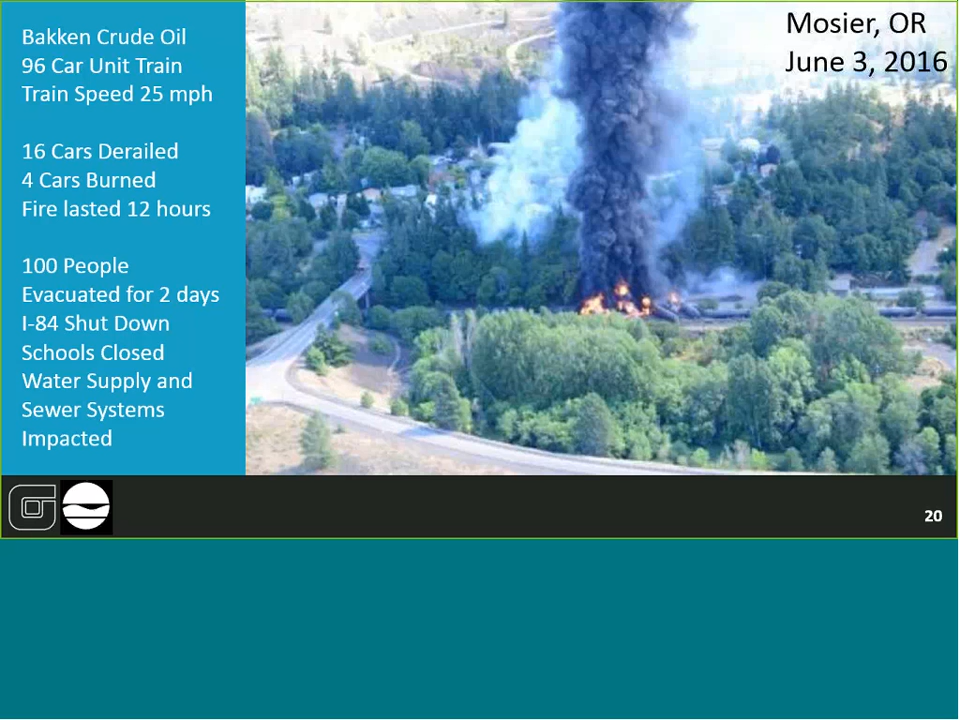 Bakken Crude Oil
96 Car Unit Train
Train Speed 25 mph
16 Cars Derailed
4 Cars Burned
Fire lasted 12 hours
100 People
Evacuated for 2 days
I-84 Shut Down
Schools Closed
Water Supply and
Sewer Systems
Impacted
Mosier, OR
June 3, 2016
20